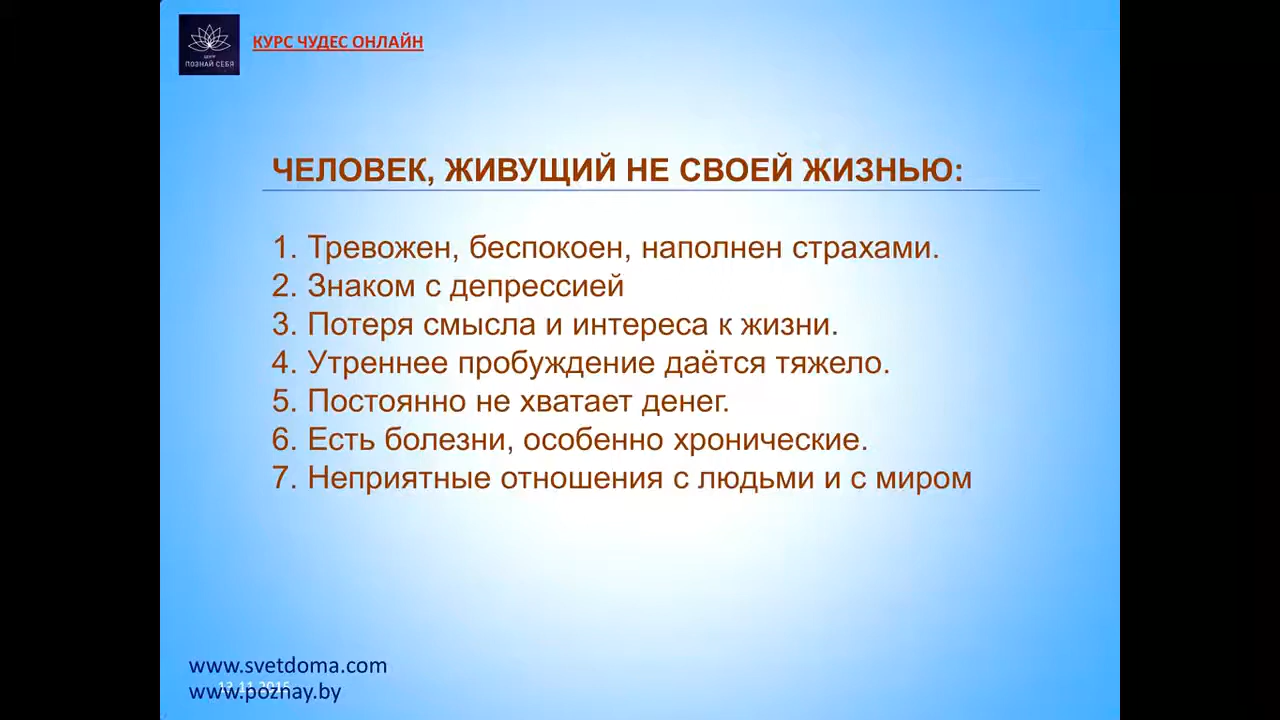 ЦЕНТР
ПОЗНАЙ СЕБЯ
КУРС ЧУДЕС ОНЛАЙН
ЧЕЛОВЕК, ЖИВУЩИЙ НЕ СВОЕЙ ЖИЗНЬЮ:
1. Тревожен, беспокоен, наполнен страхами.
2. Знаком с депрессией
3. Потеря смысла и интереса к жизни.
4. Утреннее пробуждение даётся тяжело.
5. Постоянно не хватает денег.
6. Есть болезни, особенно хронические.
7. Неприятные отношения с людьми и с миром
www.svetdoma.com
www.poznay.by